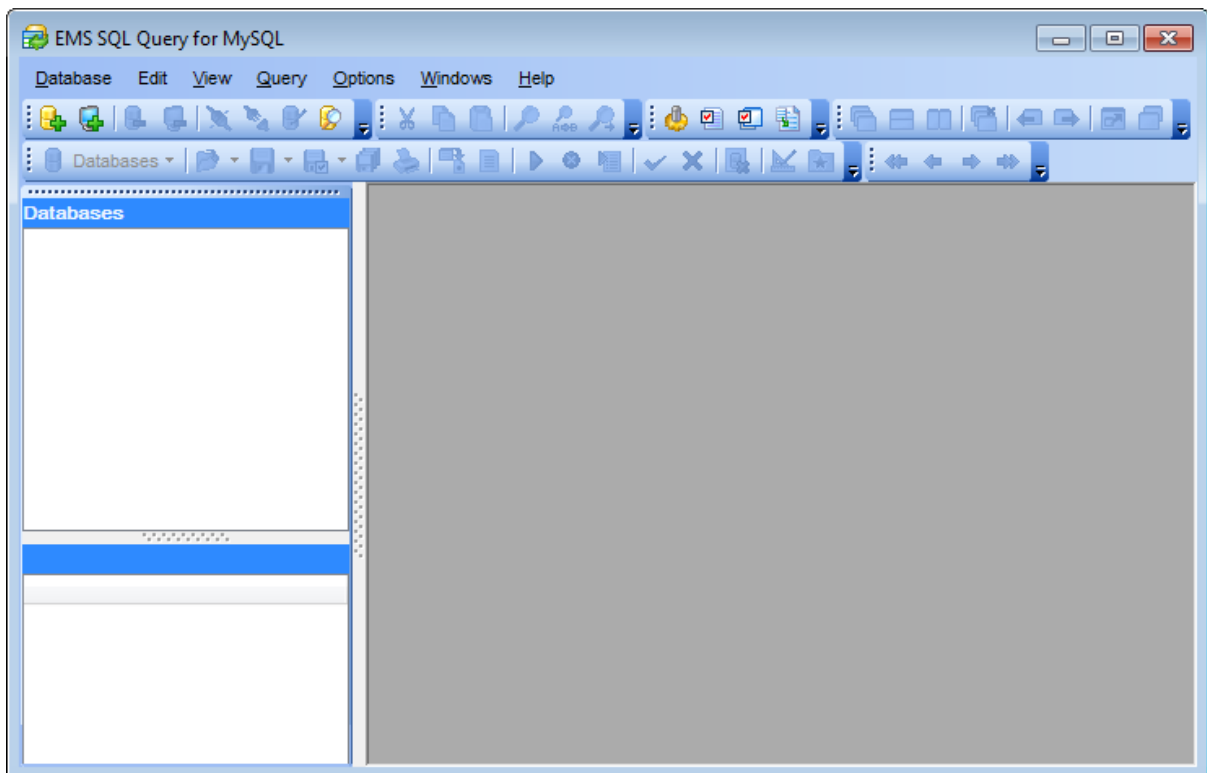 EMS SQL Query for MySQL
Database Edit View Query Options Windows Help
Databases
Databases